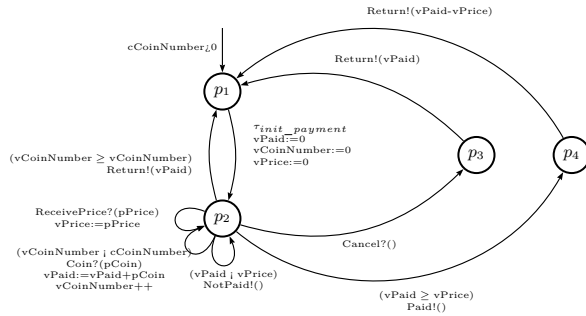 Return!(vPaid-vPrice)
cCoinNumber¿0
Return!(vPaid)
p1
τinit_payment
vPaid:=0
vCoinNumber:=0
vPrice:=0
(vCoinNumber ≥ vCoinNumber)
Return!(vPaid)
p3
p4
ReceivePrice?(pPrice)
vPrice:=pPrice
p2
Cancel?()
(vCoinNumber ¡ cCoinNumber)
Coin?(pCoin)
vPaid:=vPaid+pCoin
vCoinNumber++
(vPaid ¡ vPrice)
NotPaid!()
(vPaid ≥ vPrice)
Paid!()